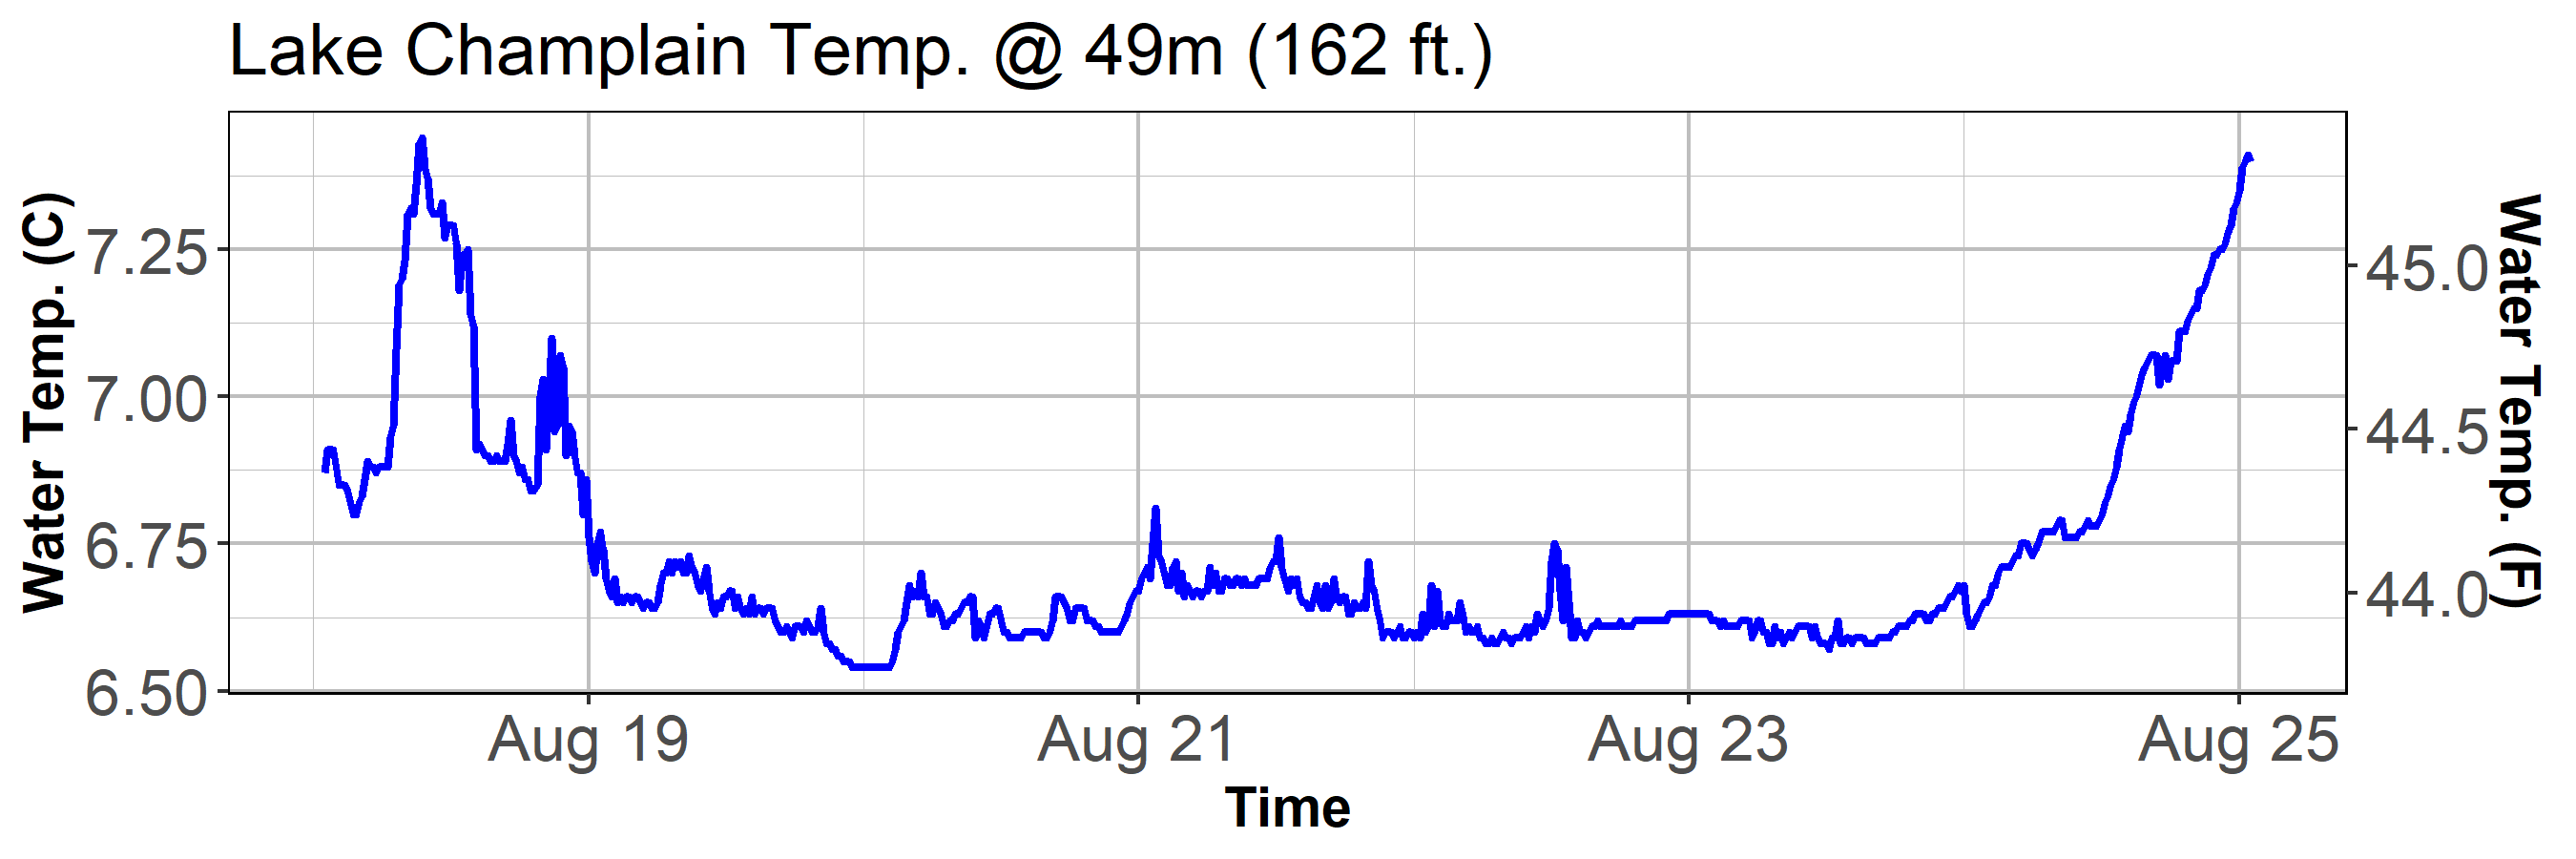 Lake Champlain Temp. @ 49m (162 ft.)
Water Temp. (C)
7.25
7.00
6.75
6.50
45.0
44.5
44.0
Water Temp. (F)
Aug 19
Aug 21
Aug 23
Aug 25
Time